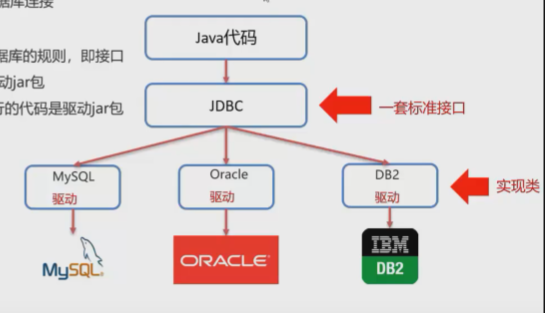 据库连接
Java代码
据库的规则，即接口
动jar包
行的代码是驱动jar包
JDBC
一套标准接口
MySQL
驱动
Oracle
驱动
DB2
驱动
实现类
MySQL
ORACLE
IBM
DB2